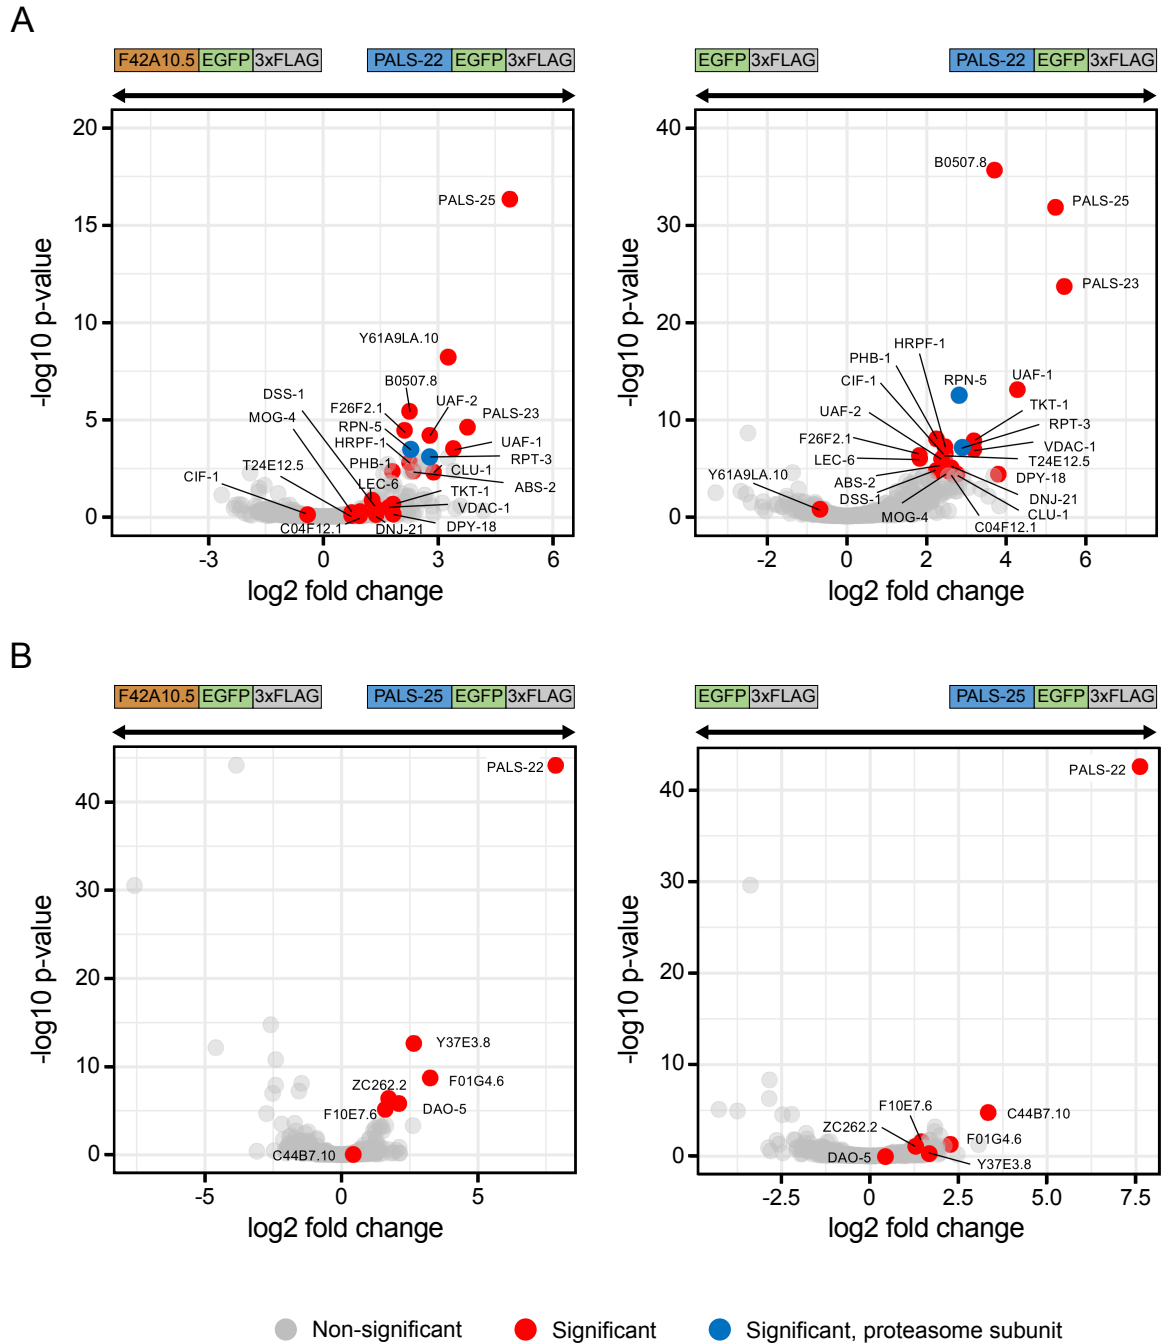 A
F42A10.5 EGFP 3xFLAG PALS-22 EGFP 3xFLAG
EGFP 3xFLAG PALS-22 EGFP 3xFLAG
20
15
10
5
0
-log10 p-value
PALS-25
Y61A9LA.10
B0507.8
DSS-1
UAF-2
F26F2.1
MOG-4
PALS-23
RPN-5
HRPF-1
UAF-1
RPT-3
PHB-1
CLU-1
CIF-1
T24E12.5
LEC-6
ABS-2
TKT-1
VDAC-1
C04F12.1
DNJ-21
DPY-18
-3
0
3
6
log2 fold change
40
30
20
10
0
-log10 p-value
B0507.8
PALS-25
PALS-23
HRPF-1
PHB-1
CIF-1
RPN-5
UAF-1
TKT-1
UAF-2
RPT-3
F26F2.1
VDAC-1
LEC-6
T24E12.5
Y61A9LA.10
ABS-2
DPY-18
DSS-1
DNJ-21
MOG-4
CLU-1
C04F12.1
-2
0
2
4
6
log2 fold change
B
F42A10.5 EGFP 3xFLAG PALS-25 EGFP 3xFLAG
EGFP 3xFLAG PALS-25 EGFP 3xFLAG
40
30
20
10
0
-log10 p-value
PALS-22
Y37E3.8
F01G4.6
ZC262.2
DAO-5
F10E7.6
C44B7.10
-5
0
5
log2 fold change
40
30
20
10
0
-log10 p-value
PALS-22
F10E7.6
C44B7.10
ZC262.2
F01G4.6
DAO-5
Y37E3.8
-2.5
0
2.5
5.0
7.5
log2 fold change
Non-significant
Significant
Significant, proteasome subunit